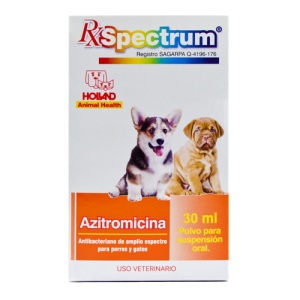 RxSpectrum®
Registro SAGARPA Q-4196-176
HOLLAND
Animal Health
Azitromicina
Antibacteriano de amplio espectro
para perros y gatos
30 ml
Polvo para
suspensión
oral.
USO VETERINARIO